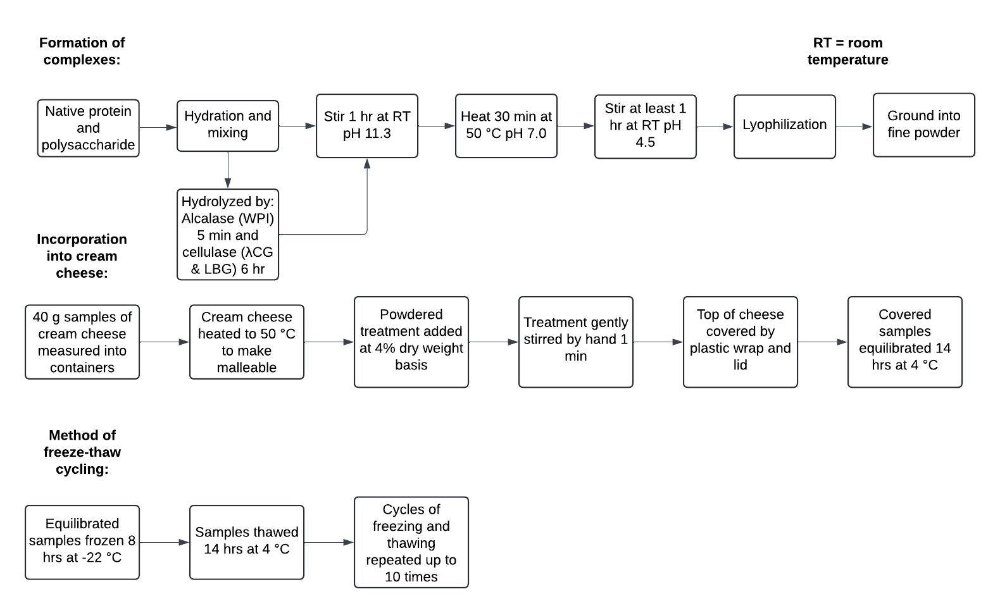 Formation of
complexes:
RT = room
temperature
Native protein
and
polysaccharide
Hydration and
mixing
Stir 1 hr at RT
pH 11.3
Heat 30 min at
50 °C pH 7.0
Stir at least 1
hr at RT pH
4.5
Lyophilization
Ground into
fine powder
Hydrolyzed by:
Alcalase (WPI)
5 min and
cellulase (λCG
& LBG) 6 hr
Incorporation
into cream
cheese:
40 g samples of
cream cheese
measured into
containers
Cream cheese
heated to 50 °C
to make
malleable
Powdered
treatment added
at 4% dry weight
basis
Treatment gently
stirred by hand 1
min
Top of cheese
covered by
plastic wrap and
lid
Covered
samples
equilibrated 14
hrs at 4 °C
Method of
freeze-thaw
cycling:
Equilibrated
samples frozen 8
hrs at -22 °C
Samples thawed
14 hrs at 4 °C
Cycles of
freezing and
thawing
repeated up to
10 times